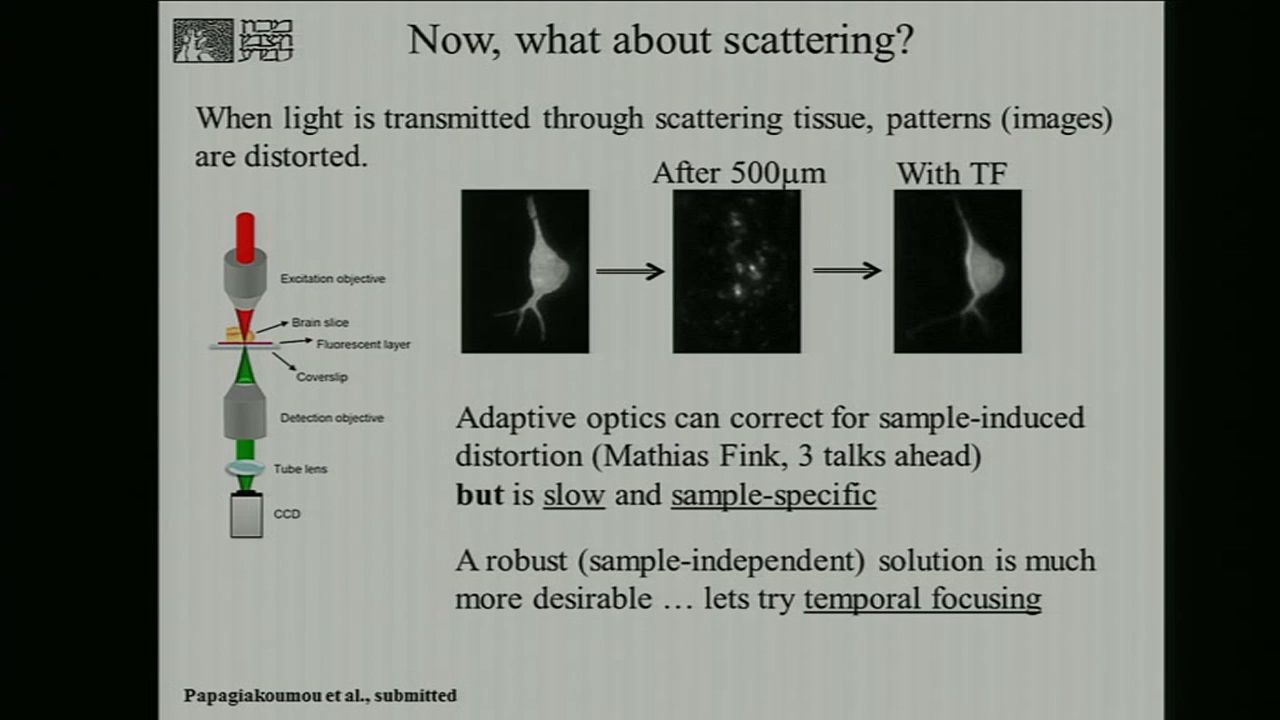 Now, what about scattering?
When light is transmitted through scattering tissue, patterns (images)
are distorted.
After 500μm
With TF
Excitation objective
Brain slice
Fluorescent layer
Coverslip
Detection objective
Tube lens
CCD
Adaptive optics can correct for sample-induced
distortion (Mathias Fink, 3 talks ahead)
but is slow and sample-specific
A robust (sample-independent) solution is much
more desirable … lets try temporal focusing
Papagiakoumou et al., submitted